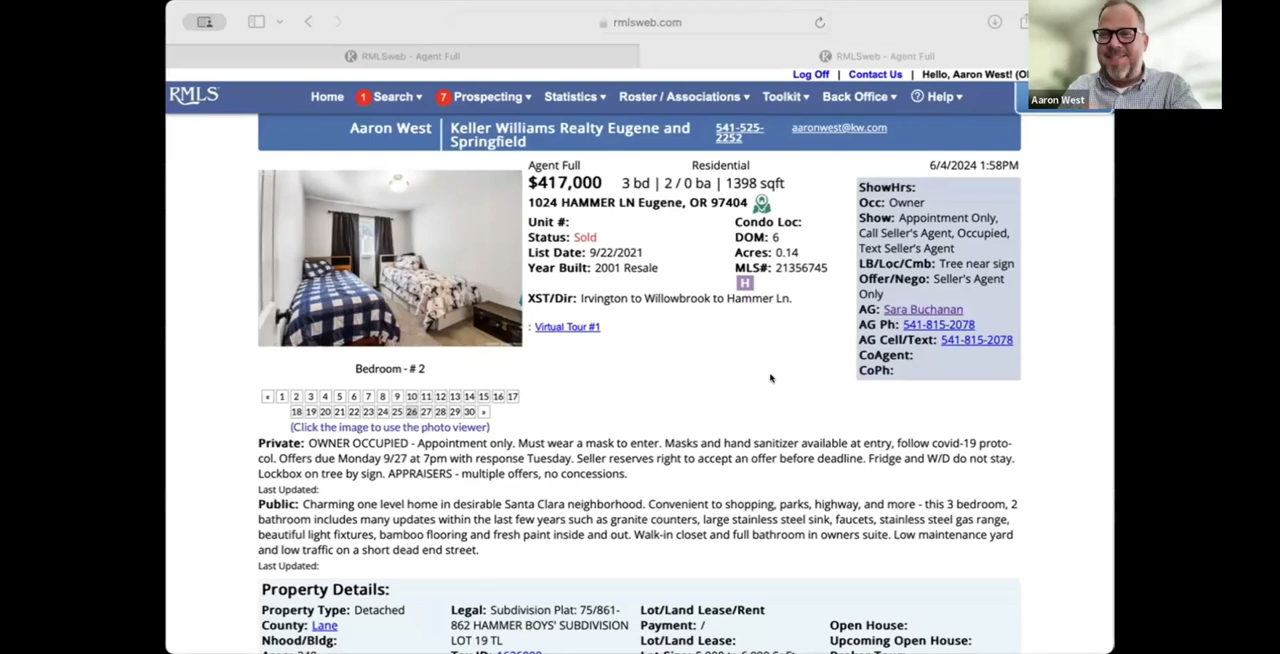 rmlsweb.com
RMLSweb - Agent Full
RMLSweb - Agent Full
Log Off | Contact Us | Hello, Aaron West!
Aaron West
RMLS
Home 1 Search 7 Prospecting Statistics Roster / Associations Toolkit Back Office Help
Aaron West
Keller Williams Realty Eugene and
Springfield
541-525-
2252
aaronwest@kw.com
Agent Full Residential 6/4/2024 1:58PM
$417,000 3 bd | 2 / 0 ba | 1398 sqft
1024 HAMMER LN Eugene, OR 97404
Unit #: Condo Loc:
Status: Sold DOM: 6
List Date: 9/22/2021 Acres: 0.14
Year Built: 2001 Resale MLS#: 21356745
H
XST/Dir: Irvington to Willowbrook to Hammer Ln.
: Virtual Tour #1
ShowHrs:
Occ: Owner
Show: Appointment Only,
Call Seller's Agent, Occupied,
Text Seller's Agent
LB/Loc/Cmb: Tree near sign
Offer/Nego: Seller's Agent
Only
AG: Sara Buchanan
AG Ph: 541-815-2078
AG Cell/Text: 541-815-2078
CoAgent:
CoPh:
Bedroom - # 2
« 1 2 3 4 5 6 7 8 9 10 11 12 13 14 15 16 17
18 19 20 21 22 23 24 25 26 27 28 29 30 »
(Click the image to use the photo viewer)
Private: OWNER OCCUPIED - Appointment only. Must wear a mask to enter. Masks and hand sanitizer available at entry, follow covid-19 proto-
col. Offers due Monday 9/27 at 7pm with response Tuesday. Seller reserves right to accept an offer before deadline. Fridge and W/D do not stay.
Lockbox on tree by sign. APPRAISERS - multiple offers, no concessions.
Last Updated:
Public: Charming one level home in desirable Santa Clara neighborhood. Convenient to shopping, parks, highway, and more - this 3 bedroom, 2
bathroom includes many updates within the last few years such as granite counters, large stainless steel sink, faucets, stainless steel gas range,
beautiful light fixtures, bamboo flooring and fresh paint inside and out. Walk-in closet and full bathroom in owners suite. Low maintenance yard
and low traffic on a short dead end street.
Last Updated:
Property Details:
Property Type: Detached
County: Lane
Nhood/Bldg:
Legal: Subdivision Plat: 75/861-
862 HAMMER BOYS' SUBDIVISION
LOT 19 TL
Lot/Land Lease/Rent
Payment: /
Lot/Land Lease:
Open House:
Upcoming Open House: